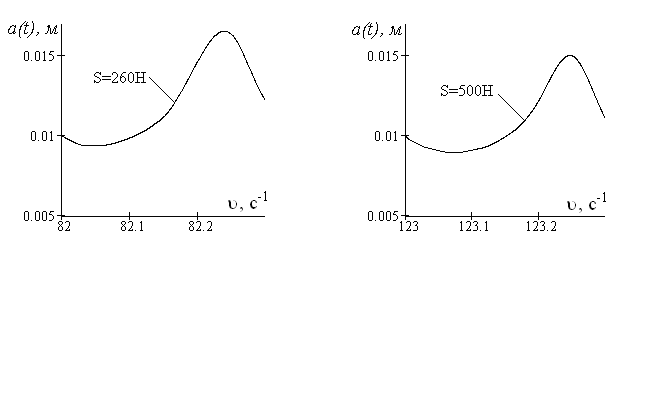 a(t), м
0.015
S=260H
0.01
0.005
82
82.1
82.2
υ, c⁻¹
a(t), м
0.015
S=500H
0.01
0.005
123
123.1
123.2
υ, c⁻¹